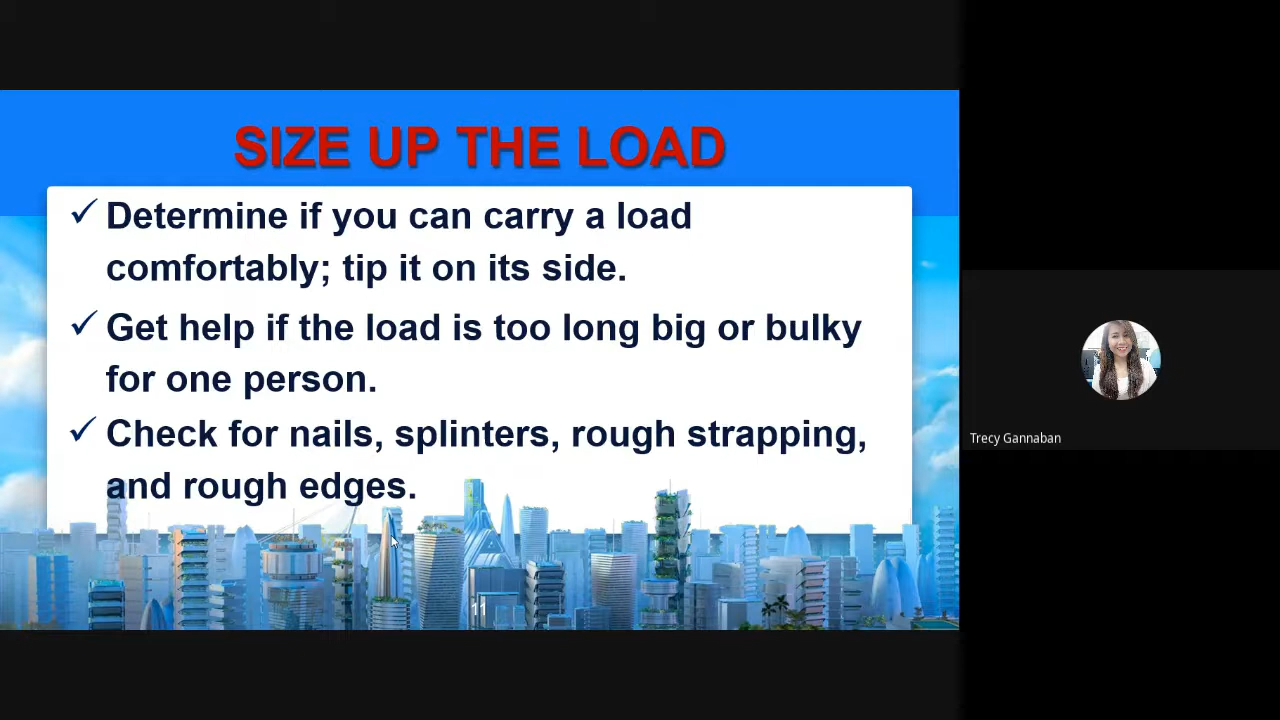 SIZE UP THE LOAD
✓ Determine if you can carry a load
comfortably; tip it on its side.
✓ Get help if the load is too long big or bulky
for one person.
✓ Check for nails, splinters, rough strapping,
and rough edges.
11
Trecy Gannaban